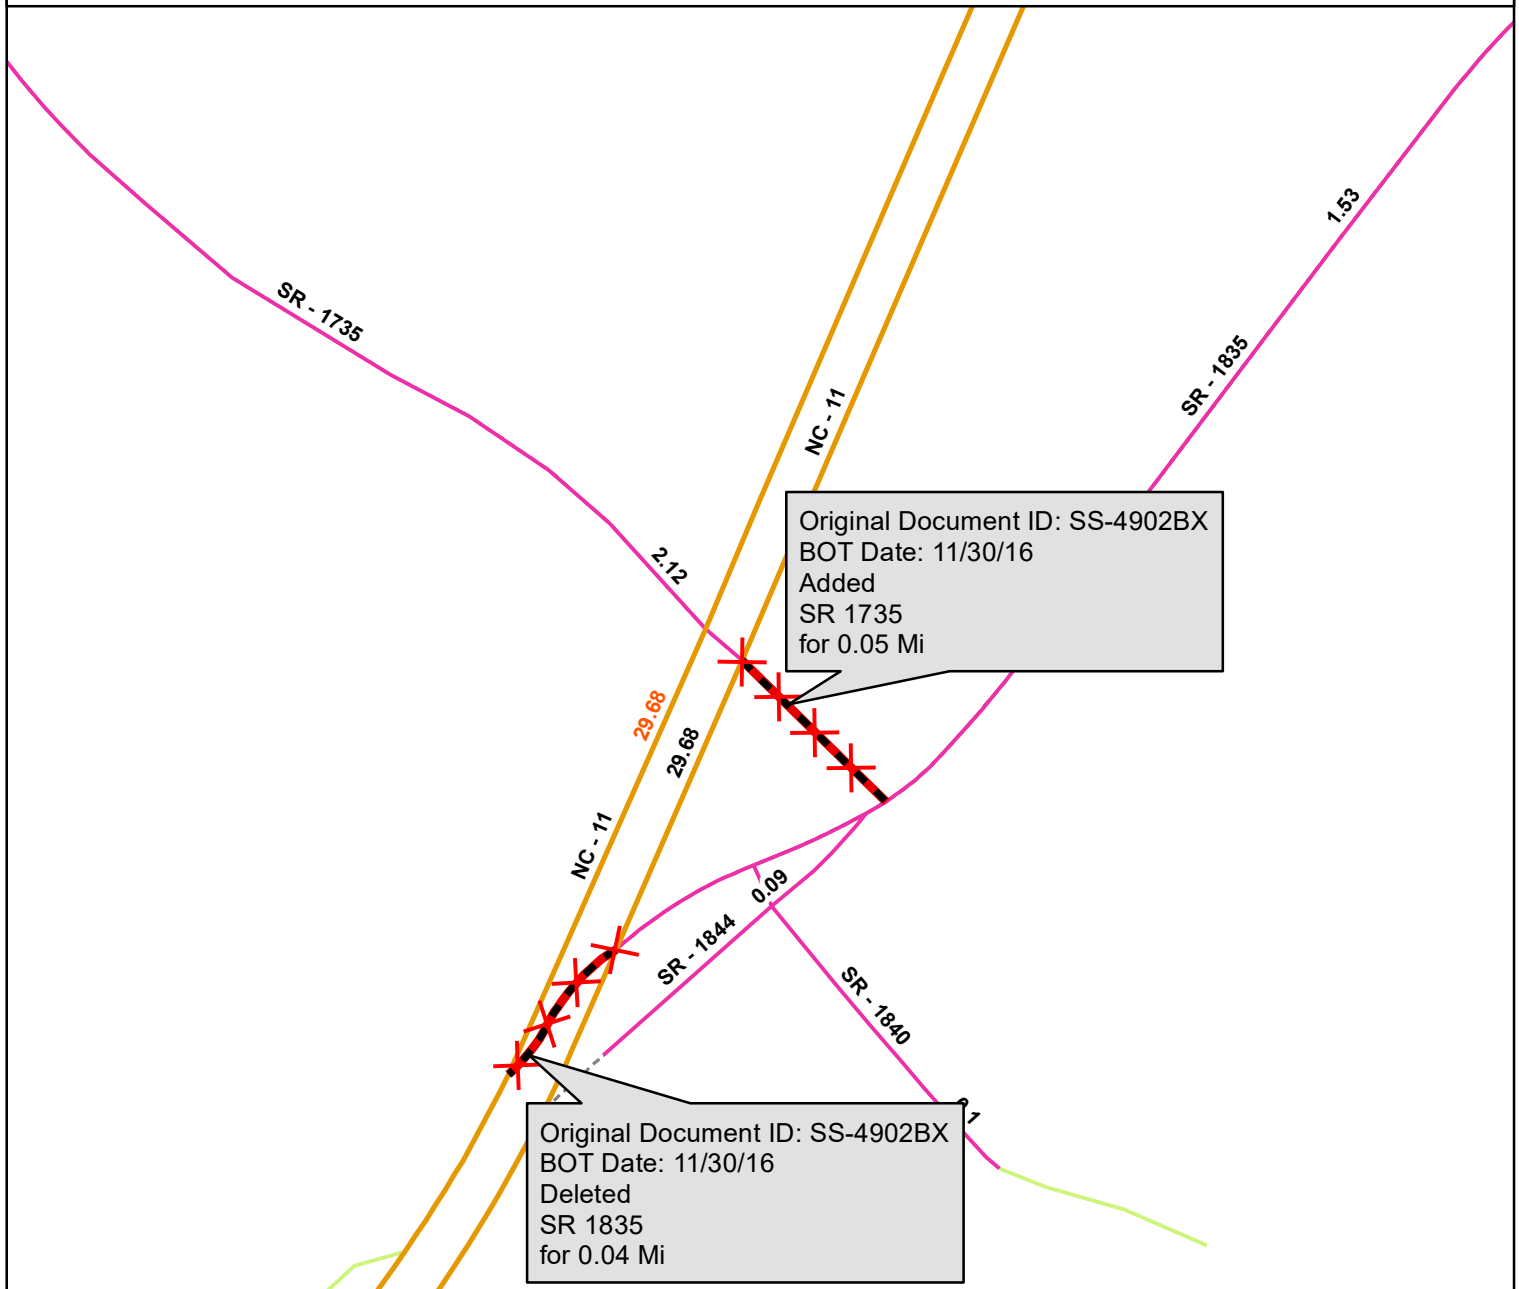 1.53
SR - 1735
SR - 1835
NC - 11
2.12
Original Document ID: SS-4902BX
BOT Date: 11/30/16
Added
SR 1735
for 0.05 Mi
29.68
29.68
NC - 11
0.09
SR - 1844
SR - 1840
Original Document ID: SS-4902BX
BOT Date: 11/30/16
Deleted
SR 1835
for 0.04 Mi